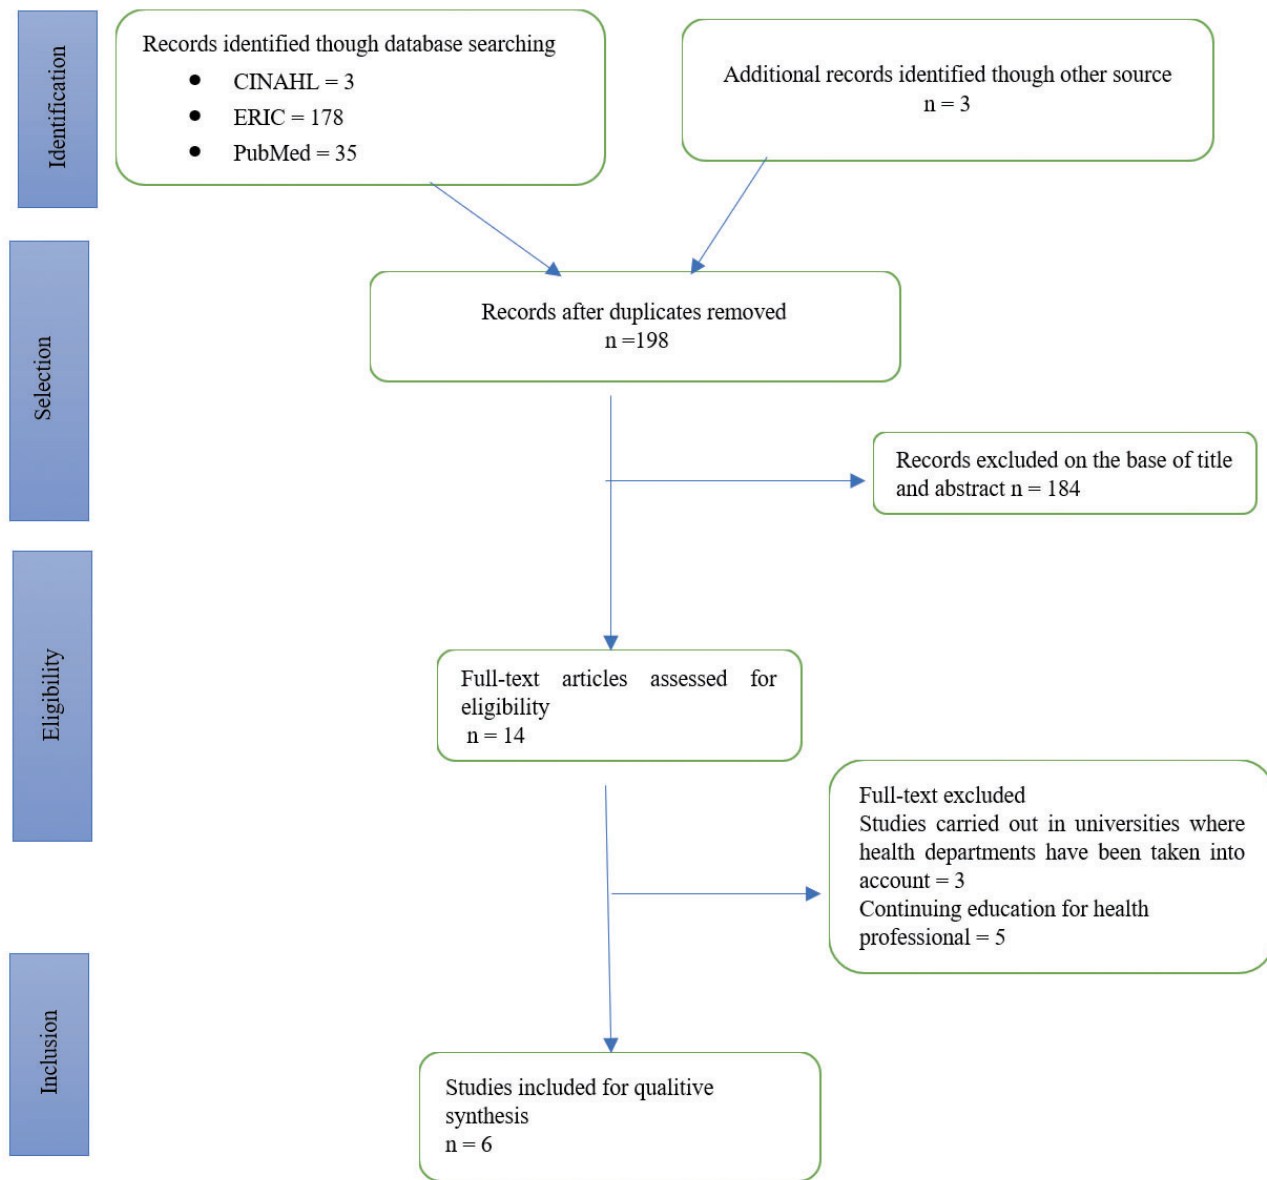 Identification
Records identified though database searching
● CINAHL = 3
● ERIC = 178
● PubMed = 35
Additional records identified though other source
n = 3
Selection
Records after duplicates removed
n =198
Records excluded on the base of title
and abstract n = 184
Eligibility
Full-text articles assessed for
eligibility
n = 14
Full-text excluded
Studies carried out in universities where
health departments have been taken into
account = 3
Continuing education for health
professional = 5
Inclusion
Studies included for qualitive
synthesis
n = 6